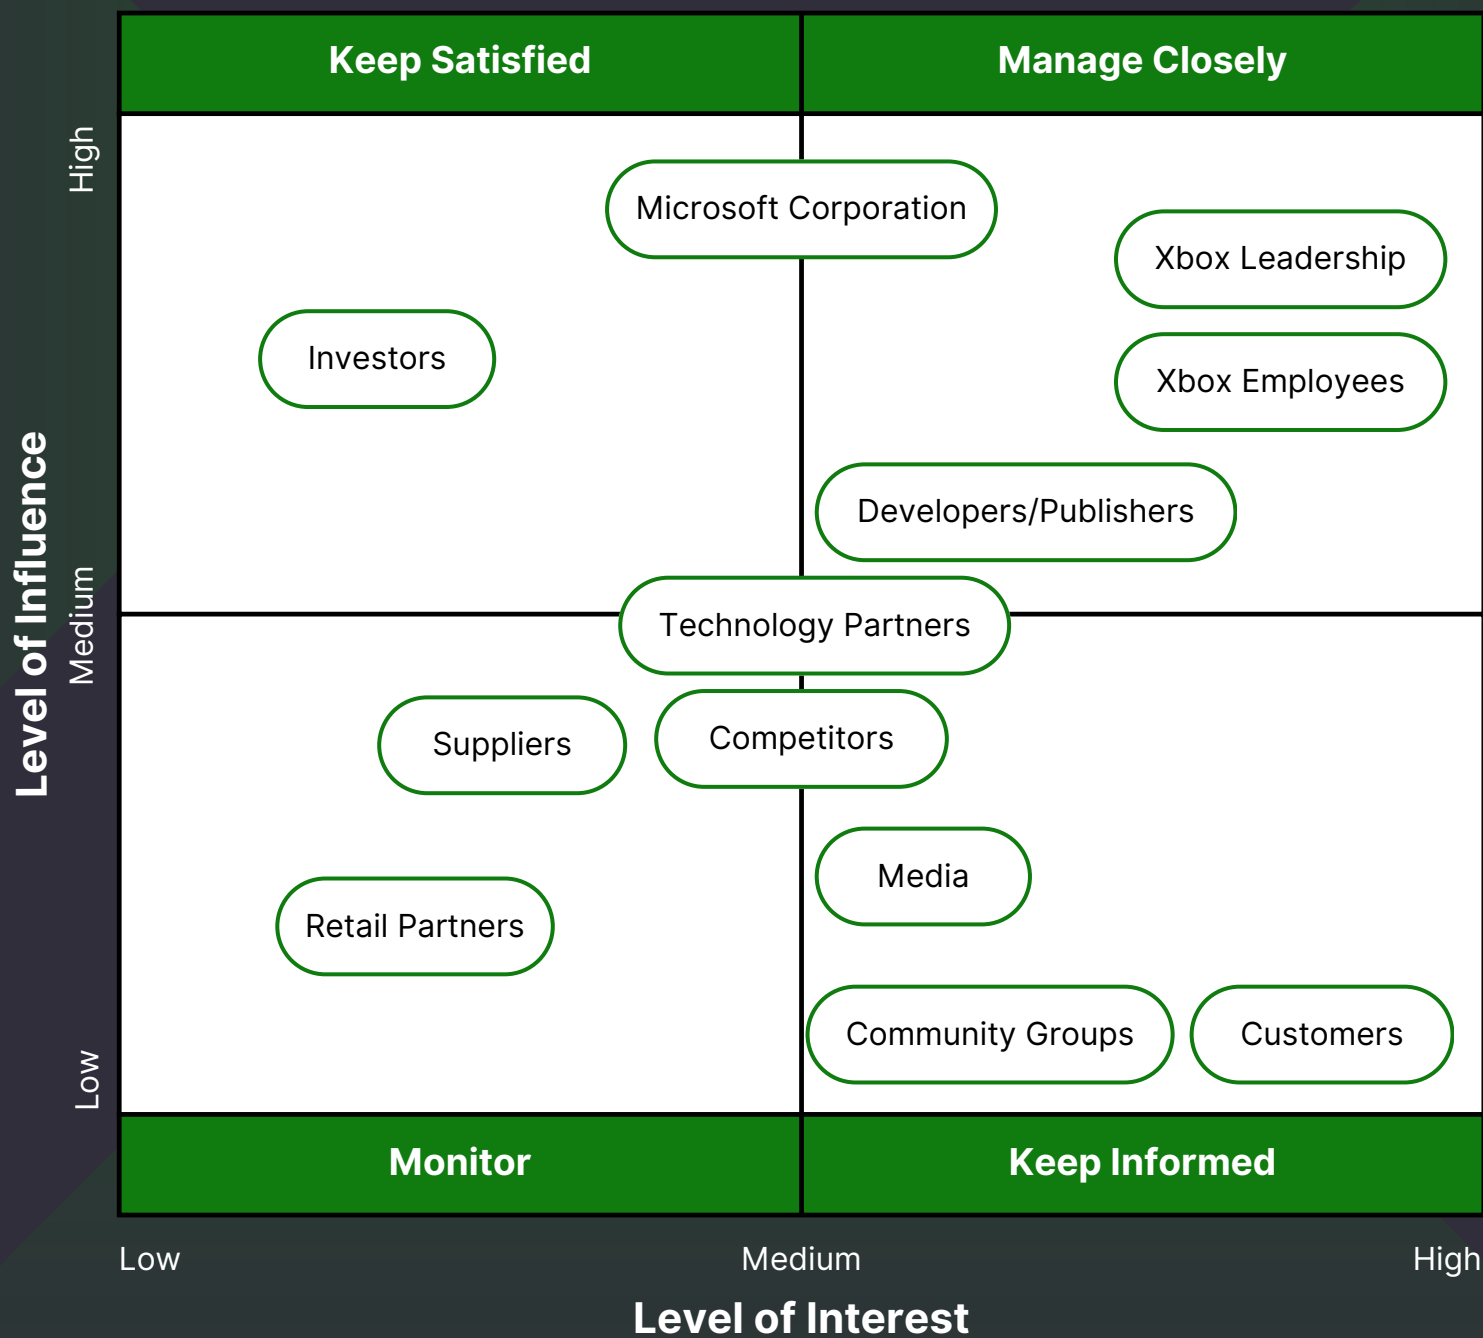 Keep Satisfied
Manage Closely
High
Microsoft Corporation
Xbox Leadership
Investors
Xbox Employees
Developers/Publishers
Level of Influence
Medium
Technology Partners
Suppliers
Competitors
Media
Retail Partners
Community Groups
Customers
Low
Monitor
Keep Informed
Low
Medium
High
Level of Interest